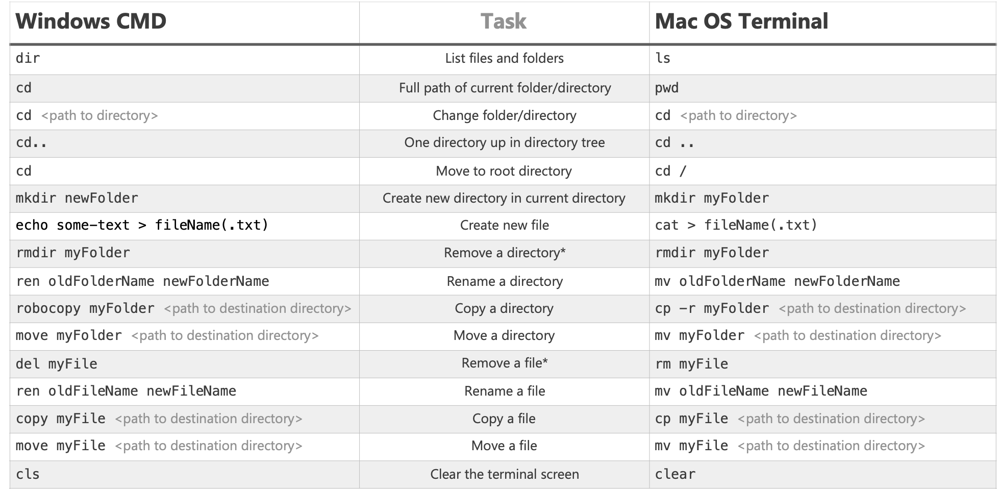 Windows CMD Task Mac OS Terminal
dir List files and folders ls
cd Full path of current folder/directory pwd
cd <path to directory> Change folder/directory cd <path to directory>
cd.. One directory up in directory tree cd ..
cd Move to root directory cd /
mkdir newFolder Create new directory in current directory mkdir myFolder
echo some-text > fileName(.txt) Create new file cat > fileName(.txt)
rmdir myFolder Remove a directory* rmdir myFolder
ren oldFolderName newFolderName Rename a directory mv oldFolderName newFolderName
robocopy myFolder <path to destination directory> Copy a directory cp -r myFolder <path to destination directory>
move myFolder <path to destination directory> Move a directory mv myFolder <path to destination directory>
del myFile Remove a file* rm myFile
ren oldFileName newFileName Rename a file mv oldFileName newFileName
copy myFile <path to destination directory> Copy a file cp myFile <path to destination directory>
move myFile <path to destination directory> Move a file mv myFile <path to destination directory>
cls Clear the terminal screen clear